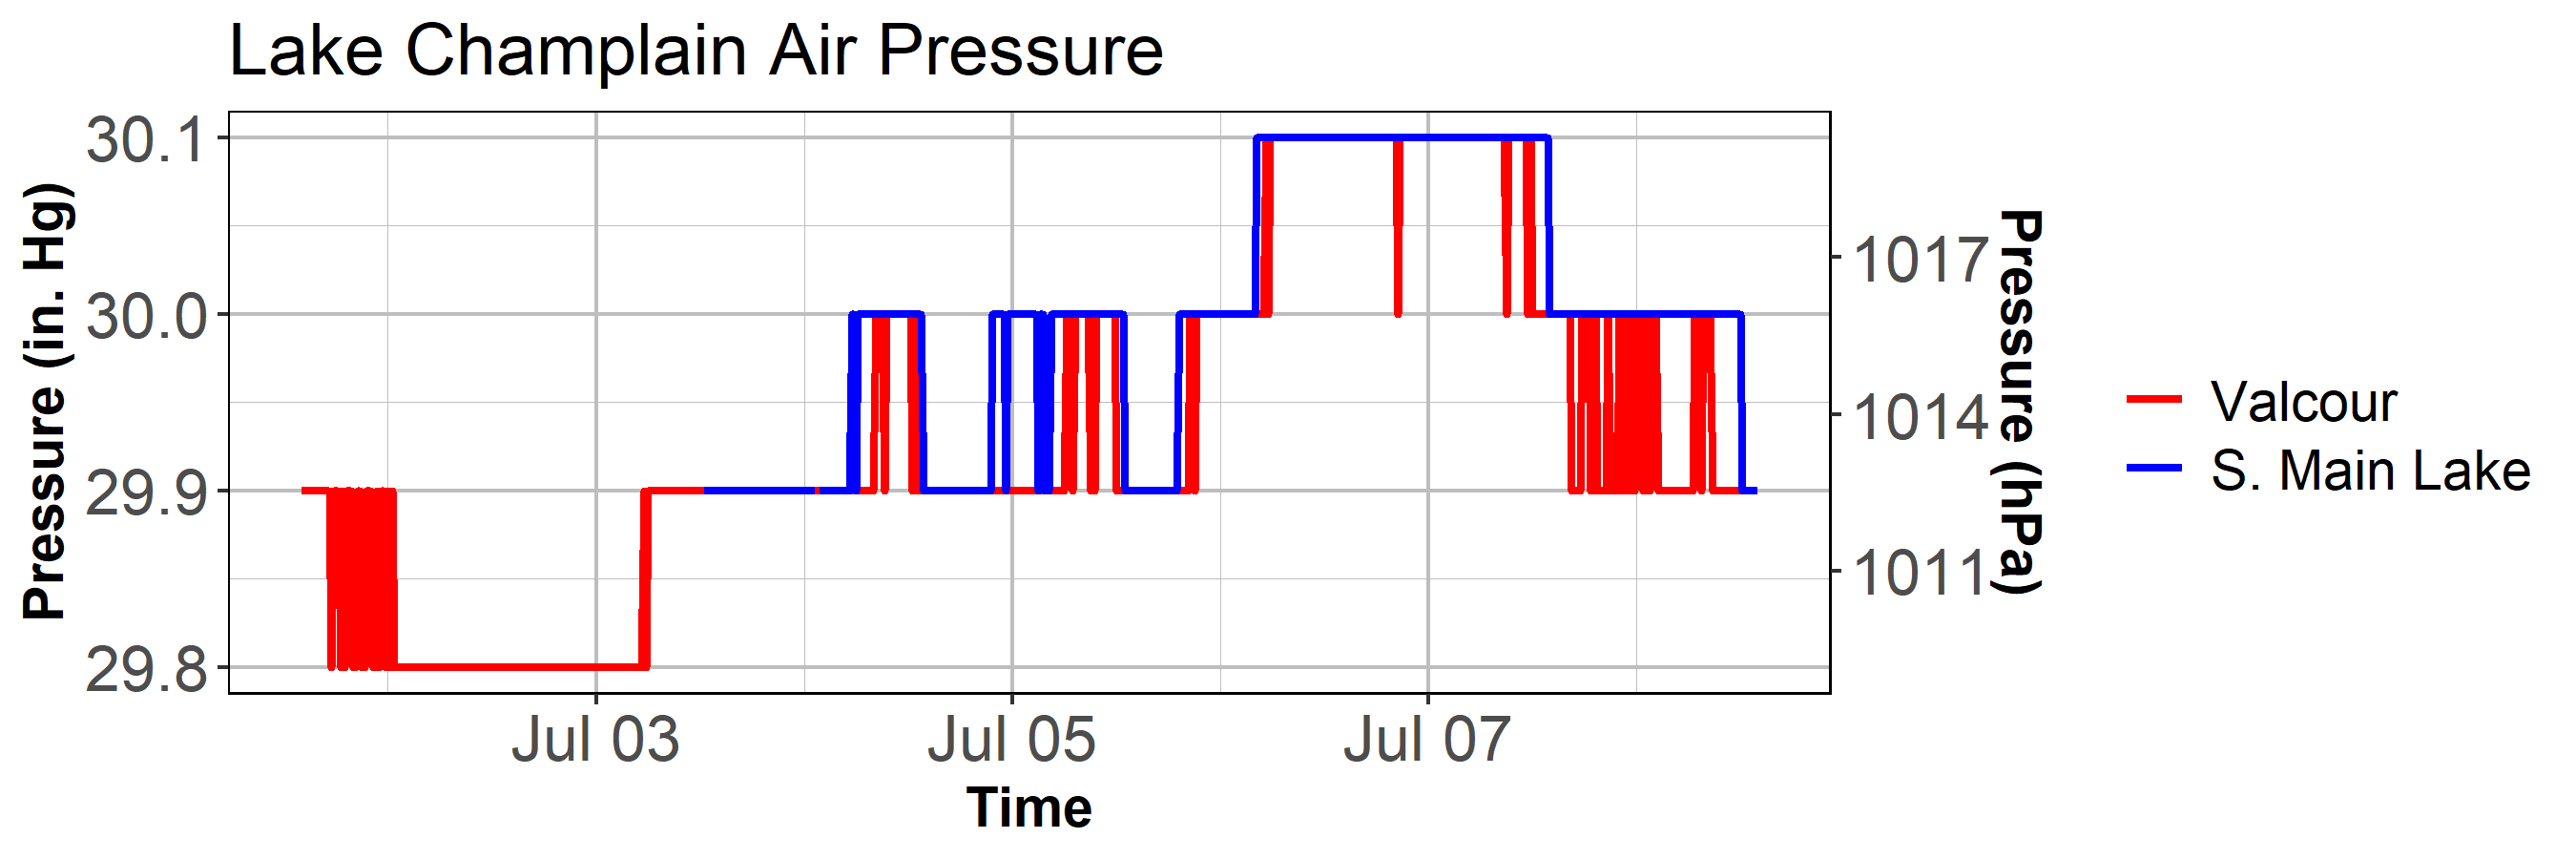 Lake Champlain Air Pressure
Pressure (in. Hg)
30.1
30.0
29.9
29.8
1017
1014
1011
Pressure (hPa)
Valcour
S. Main Lake
Jul 03
Jul 05
Jul 07
Time